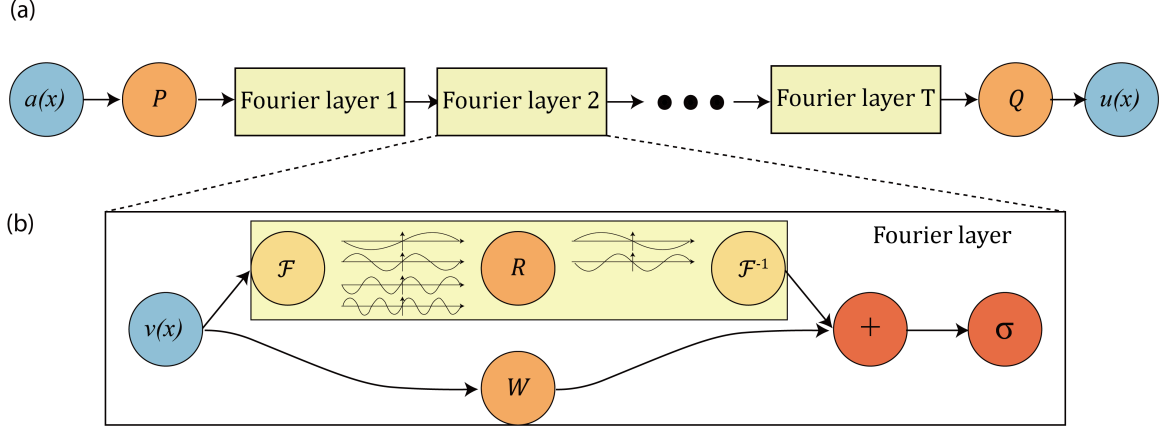 (a)
a(x) P Fourier layer 1 Fourier layer 2 Fourier layer T Q u(x)
(b)
Fourier layer
ℱ R ℱ⁻¹
v(x) + σ
W